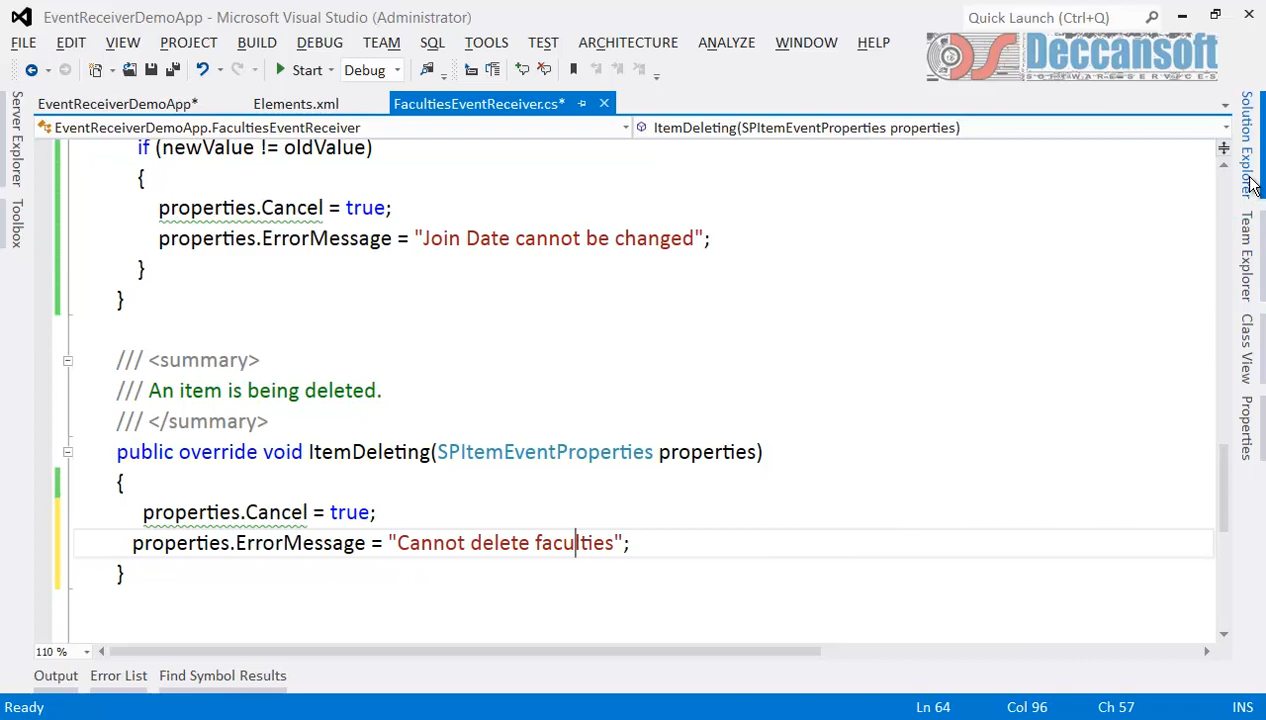 EventReceiverDemoApp - Microsoft Visual Studio (Administrator)
Quick Launch (Ctrl+Q)
FILE EDIT VIEW PROJECT BUILD DEBUG TEAM SQL TOOLS TEST ARCHITECTURE ANALYZE WINDOW HELP
Deccansoft
SOFTWARE SERVICES
Start Debug
EventReceiverDemoApp* Elements.xml FacultiesEventReceiver.cs*
EventReceiverDemoApp.FacultiesEventReceiver ItemDeleting(SPItemEventProperties properties)
Server Explorer
Toolbox
Solution Explorer
Team Explorer
Class View
Properties
if (newValue != oldValue)
{
properties.Cancel = true;
properties.ErrorMessage = "Join Date cannot be changed";
}
}
/// <summary>
/// An item is being deleted.
/// </summary>
public override void ItemDeleting(SPItemEventProperties properties)
{
properties.Cancel = true;
properties.ErrorMessage = "Cannot delete faculties";
}
110 %
Output Error List Find Symbol Results
Ready Ln 64 Col 96 Ch 57 INS